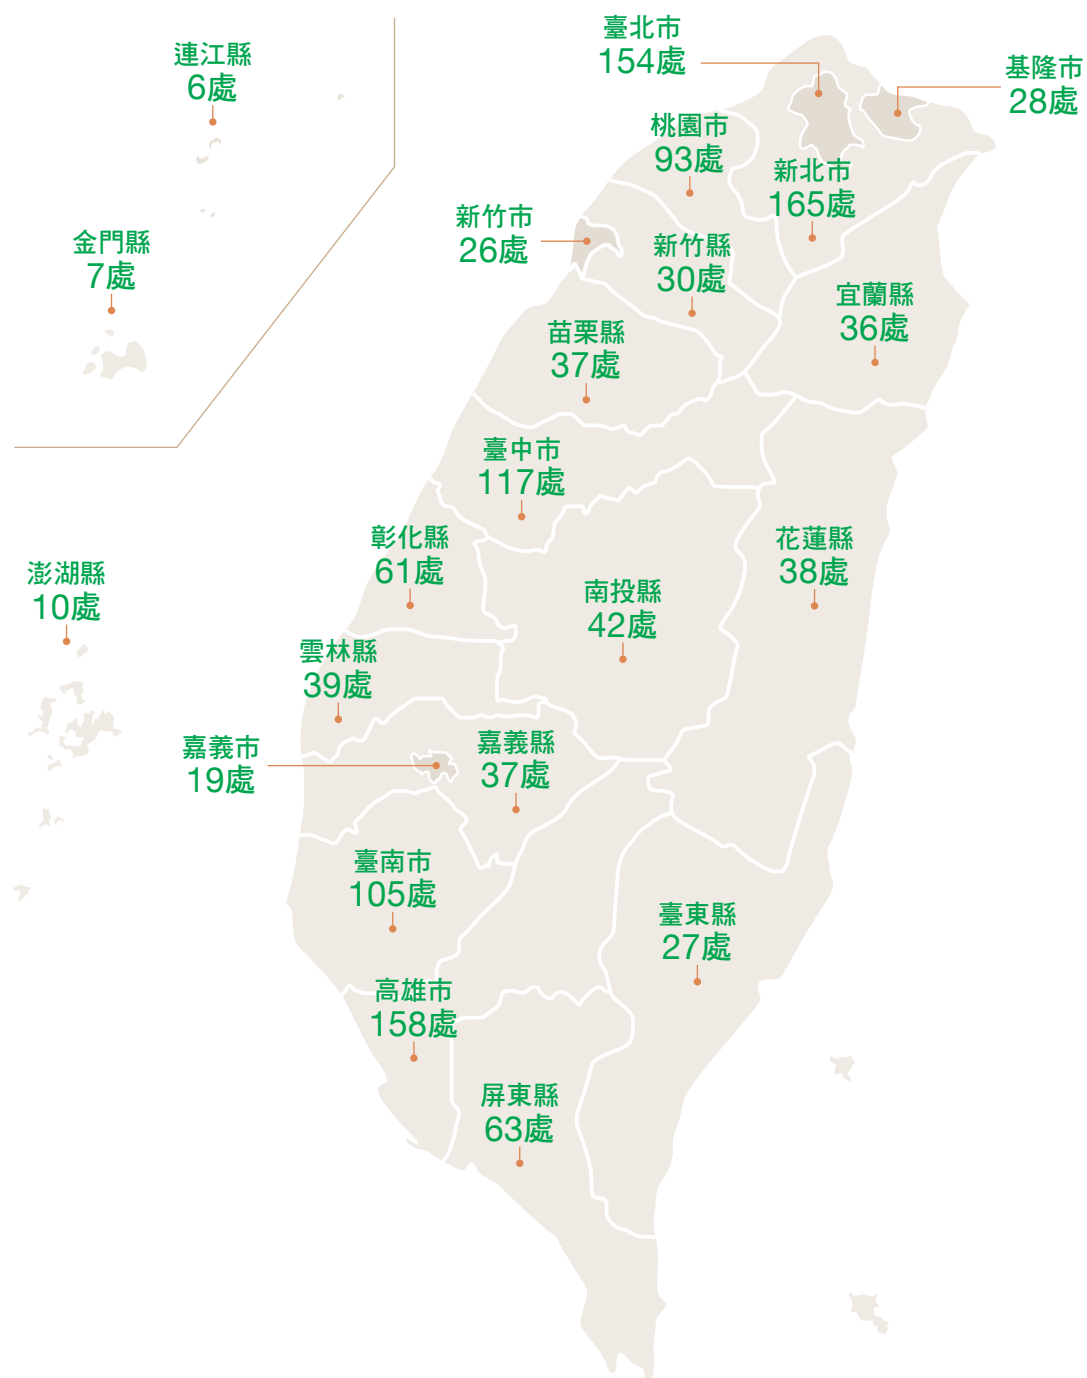 臺北市
154處
連江縣
6處
基隆市
28處
桃園市
93處
新北市
165處
新竹市
26處
金門縣
7處
新竹縣
30處
宜蘭縣
36處
苗栗縣
37處
臺中市
117處
彰化縣
61處
花蓮縣
38處
澎湖縣
10處
南投縣
42處
雲林縣
39處
嘉義市
19處
嘉義縣
37處
臺南市
105處
臺東縣
27處
高雄市
158處
屏東縣
63處